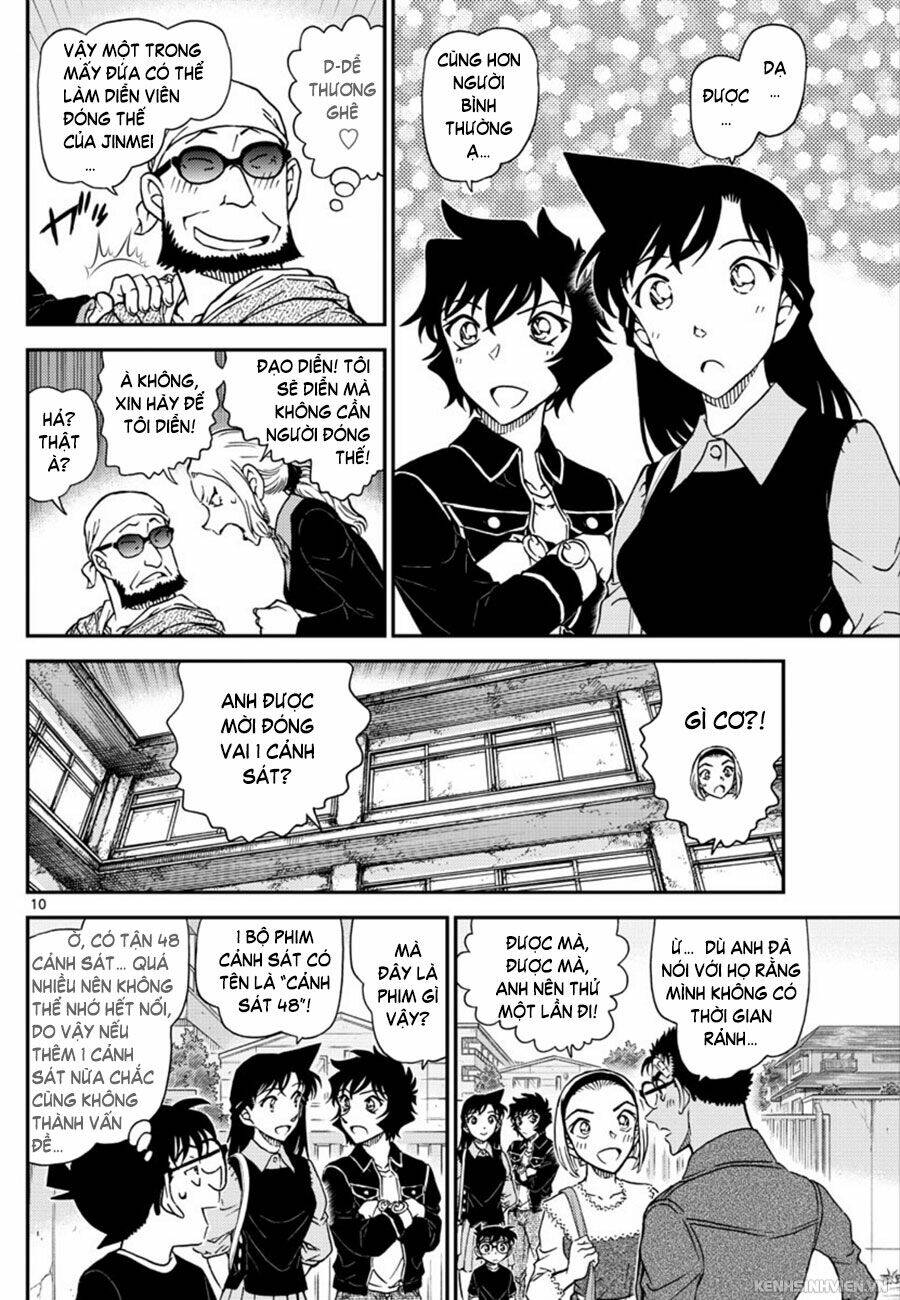 DẠ
...
ĐƯỢC
...
CŨNG HƠN
NGƯỜI
BÌNH
THƯỜNG
Ạ...
D-DỄ
THƯƠNG
GHÊ
♡
VẬY MỘT TRONG
MẤY ĐỨA CÓ THỂ
LÀM DIỄN VIÊN
ĐÓNG THẾ
CỦA JINMEI
...
ĐẠO DIỄN! TÔI
SẼ DIỄN MÀ
KHÔNG CẦN
NGƯỜI ĐÓNG
THẾ!
À KHÔNG,
XIN HÃY ĐỂ
TÔI DIỄN!
HẢ?
THẬT
À?
GÌ CƠ?!
ANH ĐƯỢC
MỜI ĐÓNG
VAI 1 CẢNH
SÁT?
10
Ừ... DÙ ANH ĐÃ
NÓI VỚI HỌ RẰNG
MÌNH KHÔNG CÓ
THỜI GIAN
RẢNH.
ĐƯỢC MÀ,
ĐƯỢC MÀ,
ANH NÊN THỬ
MỘT LẦN ĐI!
MÀ
ĐÂY LÀ
PHIM GÌ
VẬY?
1 BỘ PHIM
CẢNH SÁT CÓ
TÊN LÀ "CẢNH
SÁT 48"!
Ờ, CÓ TẬN 48
CẢNH SÁT... QUÁ
NHIỀU NÊN KHÔNG
THỂ NHỚ HẾT NỔI,
DO VẬY NẾU
THÊM 1 CẢNH
SÁT NỮA CHẮC
CŨNG KHÔNG
THÀNH VẤN
ĐỀ...
KENHSINHVIEN.VN